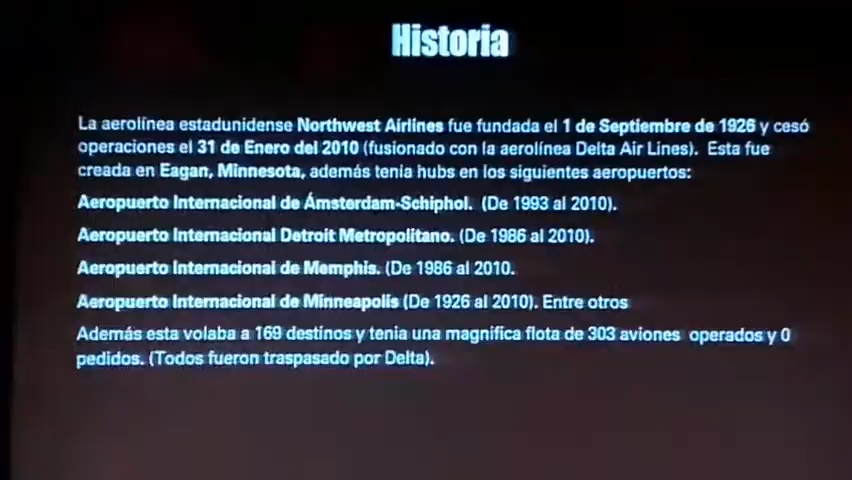 Historia
La aerolínea estadunidense Northwest Airlines fue fundada el 1 de Septiembre de 1926 y cesó
operaciones el 31 de Enero del 2010 (fusionado con la aerolínea Delta Air Lines). Esta fue
creada en Eagan, Minnesota, además tenia hubs en los siguientes aeropuertos:
Aeropuerto Internacional de Ámsterdam-Schiphol. (De 1993 al 2010).
Aeropuerto Internacional Detroit Metropolitano. (De 1986 al 2010).
Aeropuerto Internacional de Memphis. (De 1986 al 2010.
Aeropuerto Internacional de Minneapolis (De 1926 al 2010). Entre otros
Además esta volaba a 169 destinos y tenia una magnifica flota de 303 aviones operados y 0
pedidos. (Todos fueron traspasado por Delta).